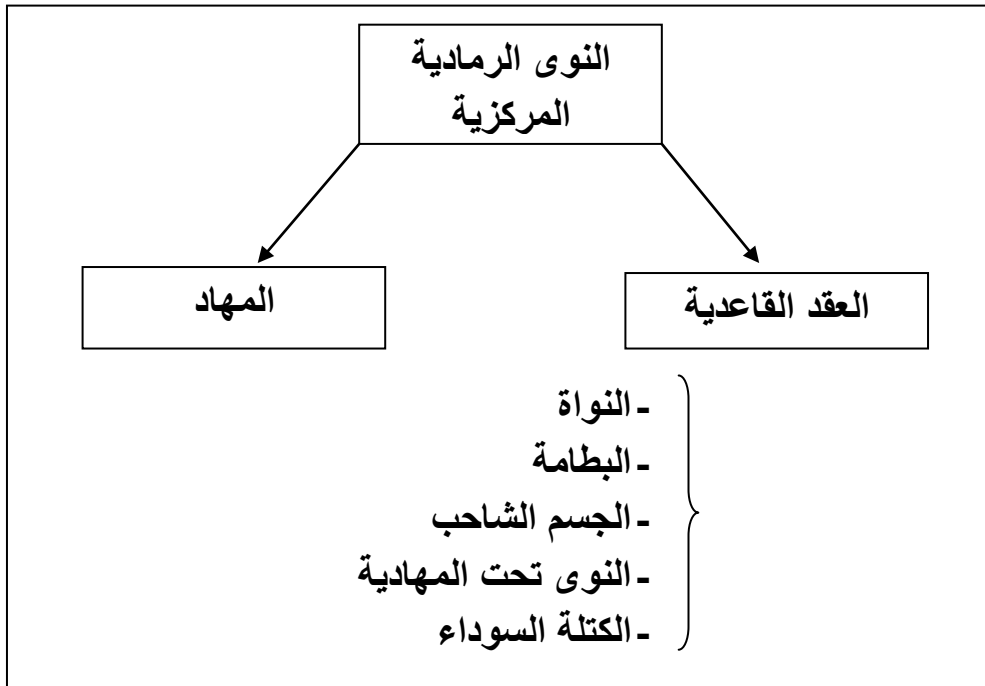 النوى الرمادية
المركزية
العقد القاعدية
المهاد
- النواة
- البطامة
- الجسم الشاحب
- النوى تحت المهادية
- الكتلة السوداء